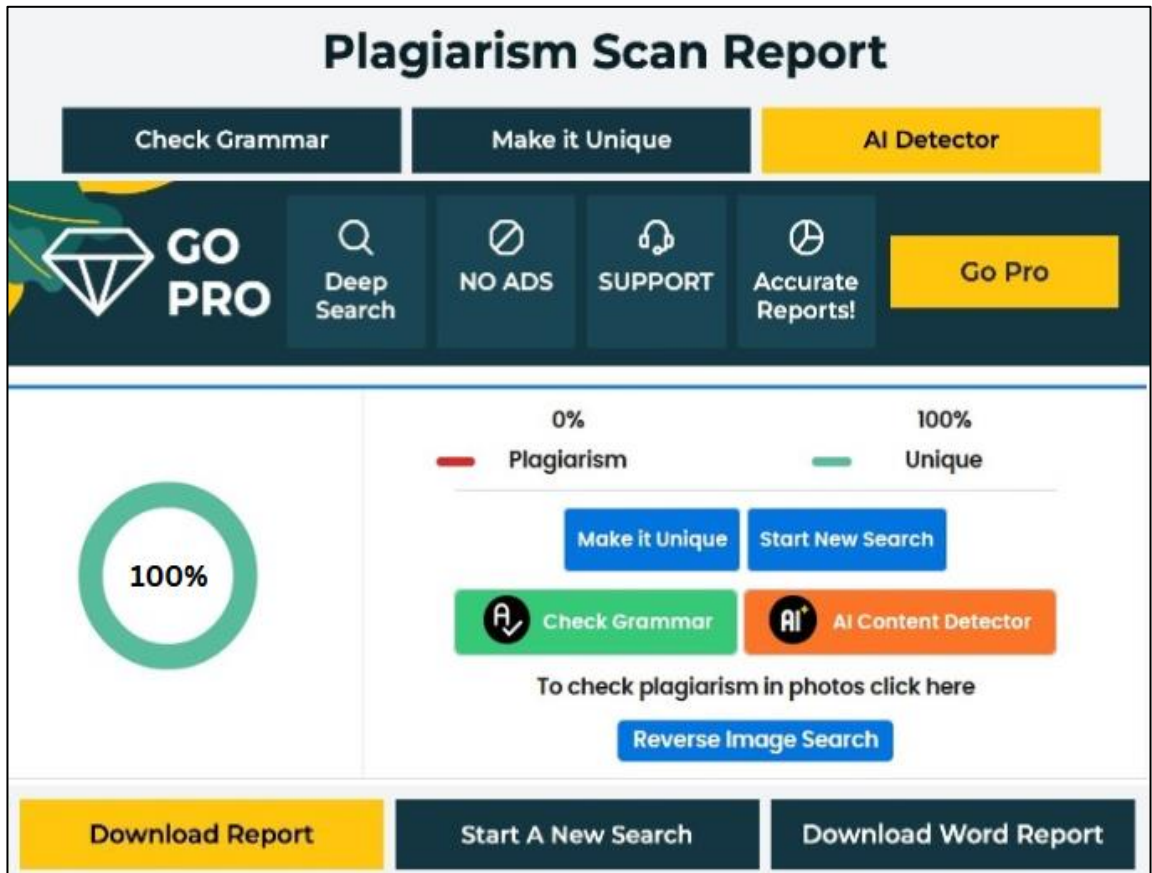 Plagiarism Scan Report
Check Grammar
Make it Unique
AI Detector
GO
PRO
Deep
Search
NO ADS
SUPPORT
Accurate
Reports!
Go Pro
0%
Plagiarism
100%
Unique
100%
Make it Unique
Start New Search
Check Grammar
AI AI Content Detector
To check plagiarism in photos click here
Reverse Image Search
Download Report
Start A New Search
Download Word Report